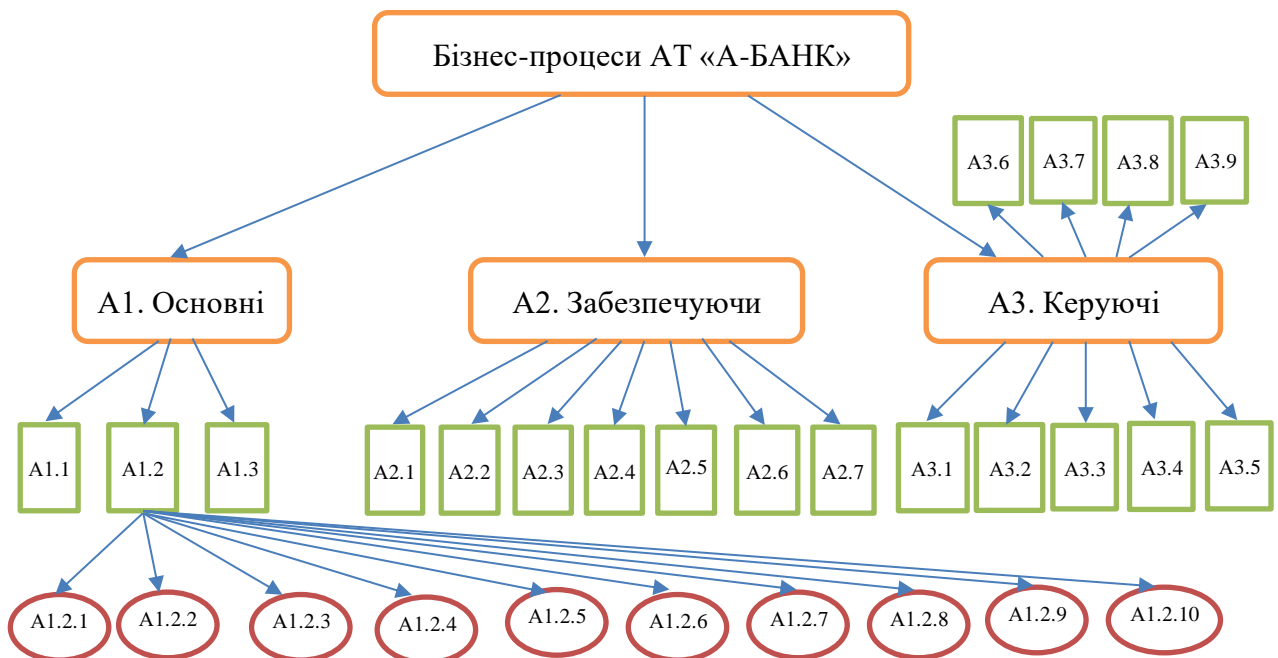 Бізнес-процеси АТ «А-БАНК»
А3.6
А3.7
А3.8
А3.9
А1. Основні
А2. Забезпечуючи
А3. Керуючі
А1.1
А1.2
А1.3
А2.1
А2.2
А2.3
А2.4
А2.5
А2.6
А2.7
А3.1
А3.2
А3.3
А3.4
А3.5
А1.2.1
А1.2.2
А1.2.3
А1.2.4
А1.2.5
А1.2.6
А1.2.7
А1.2.8
А1.2.9
А1.2.10